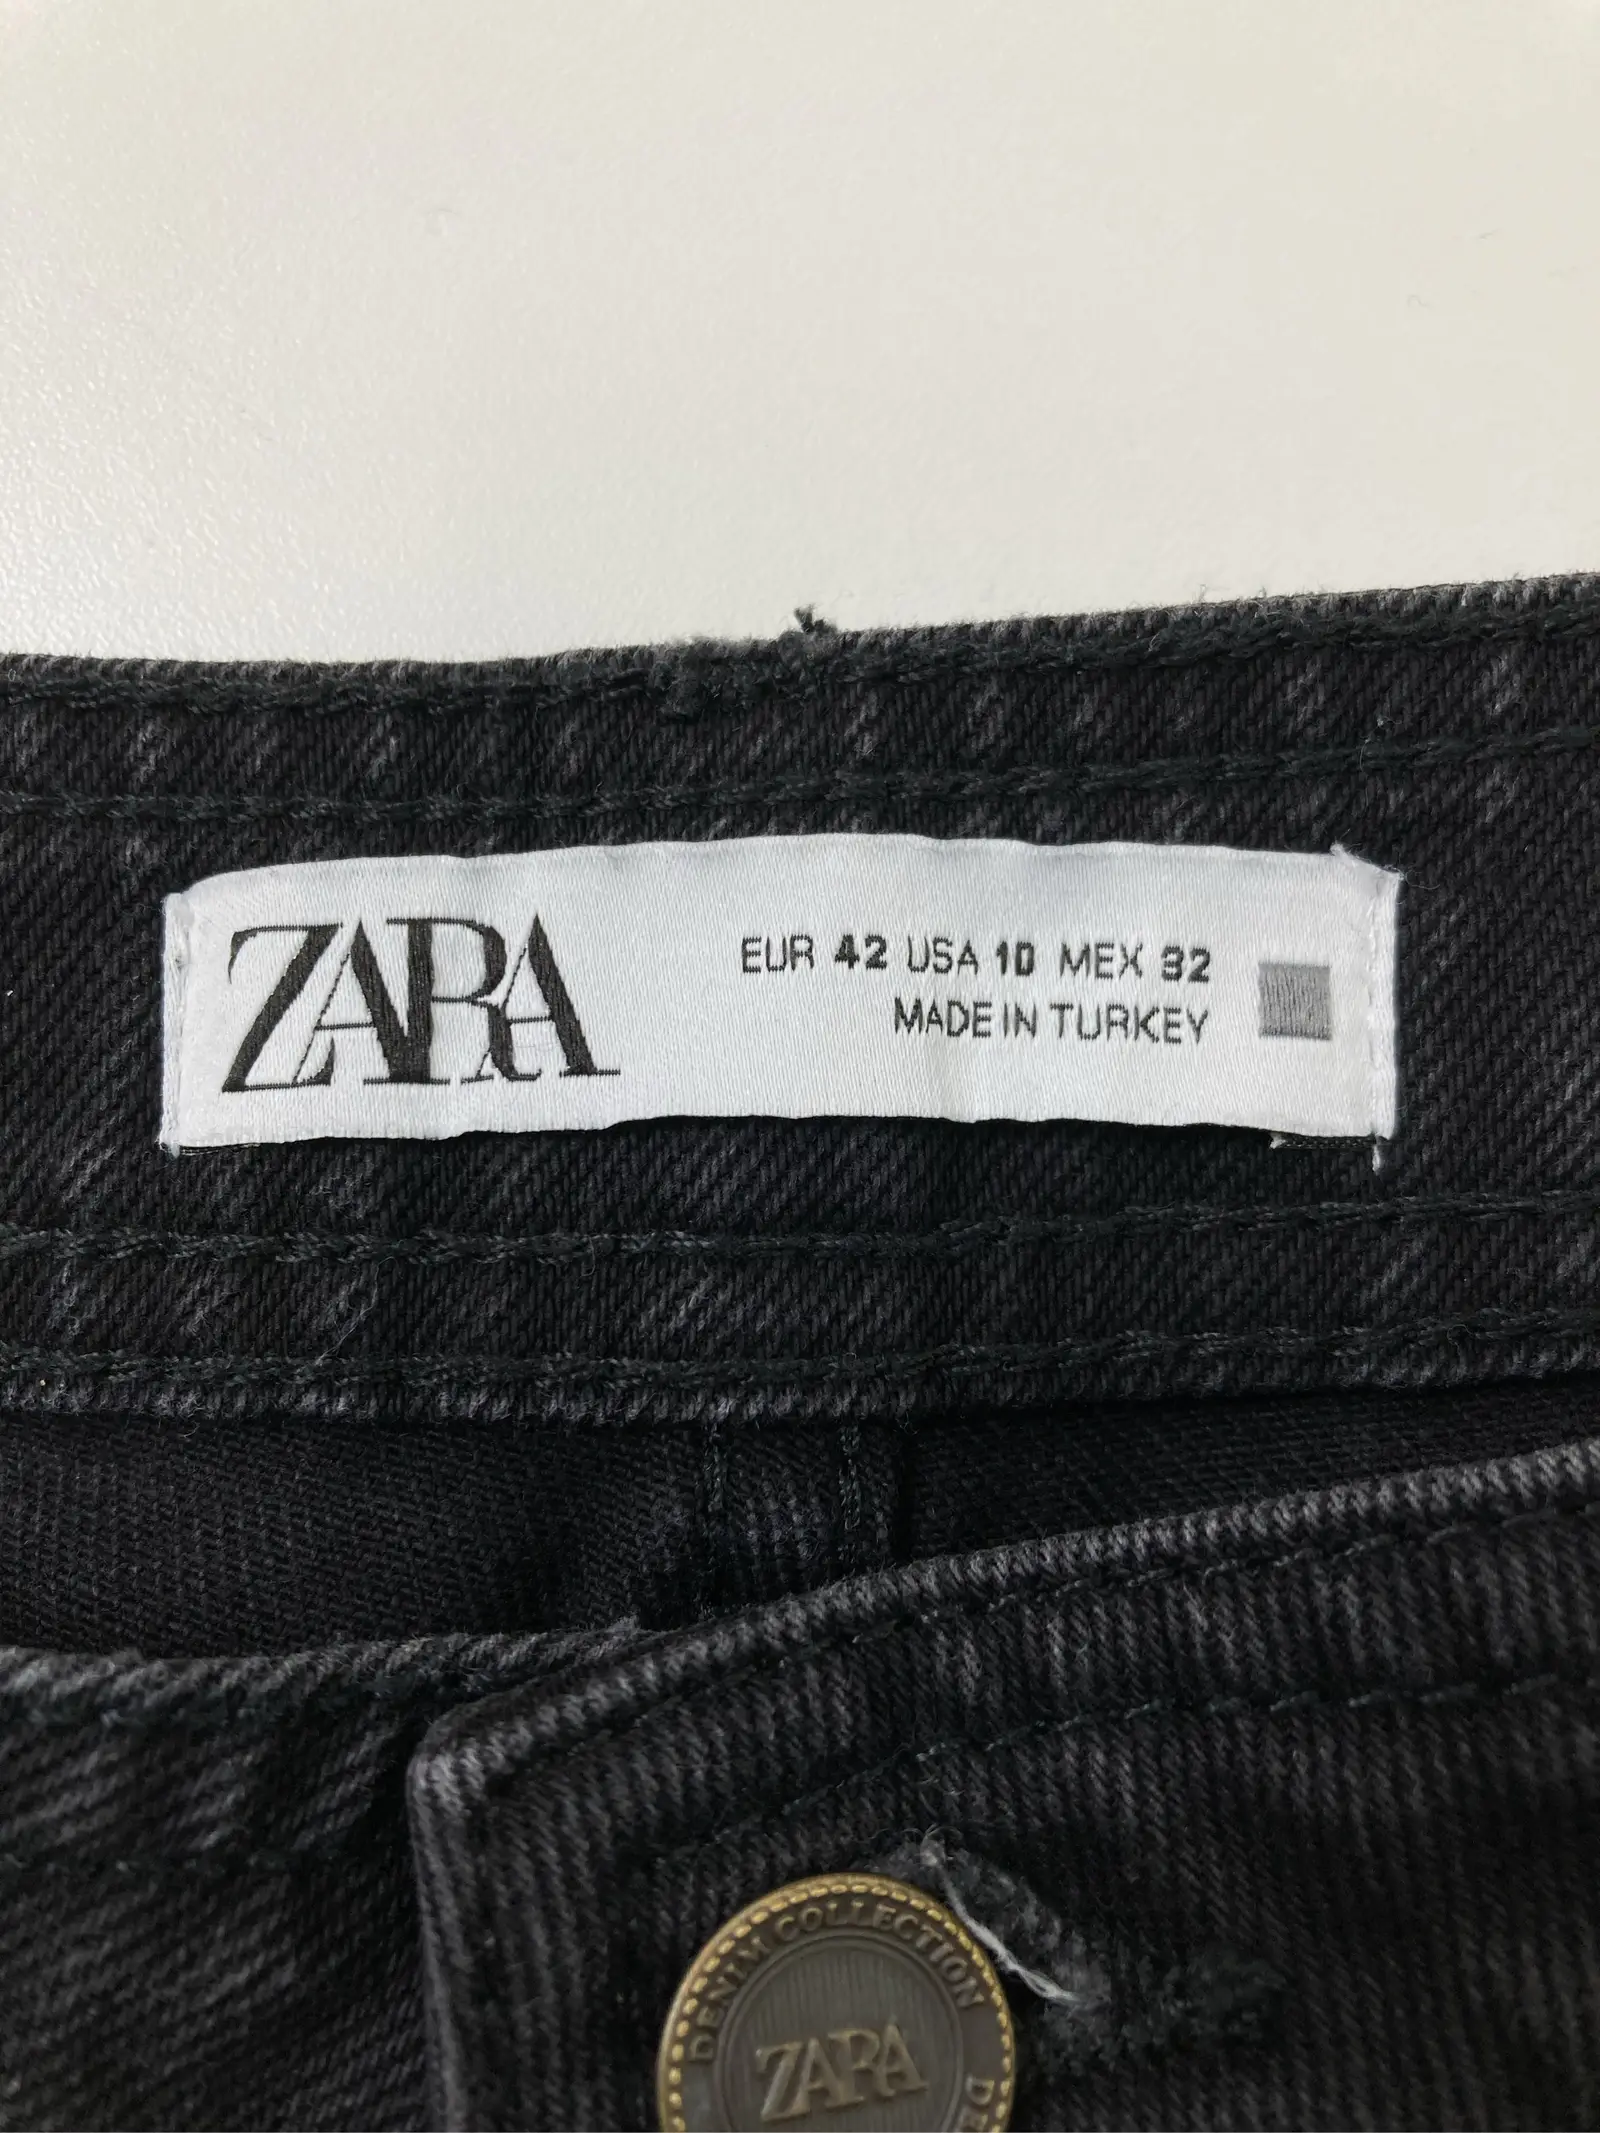 ZARA
EUR 42 USA 10 MEX 32
MADE IN TURKEY
DENIM COLLECTION
ZARA